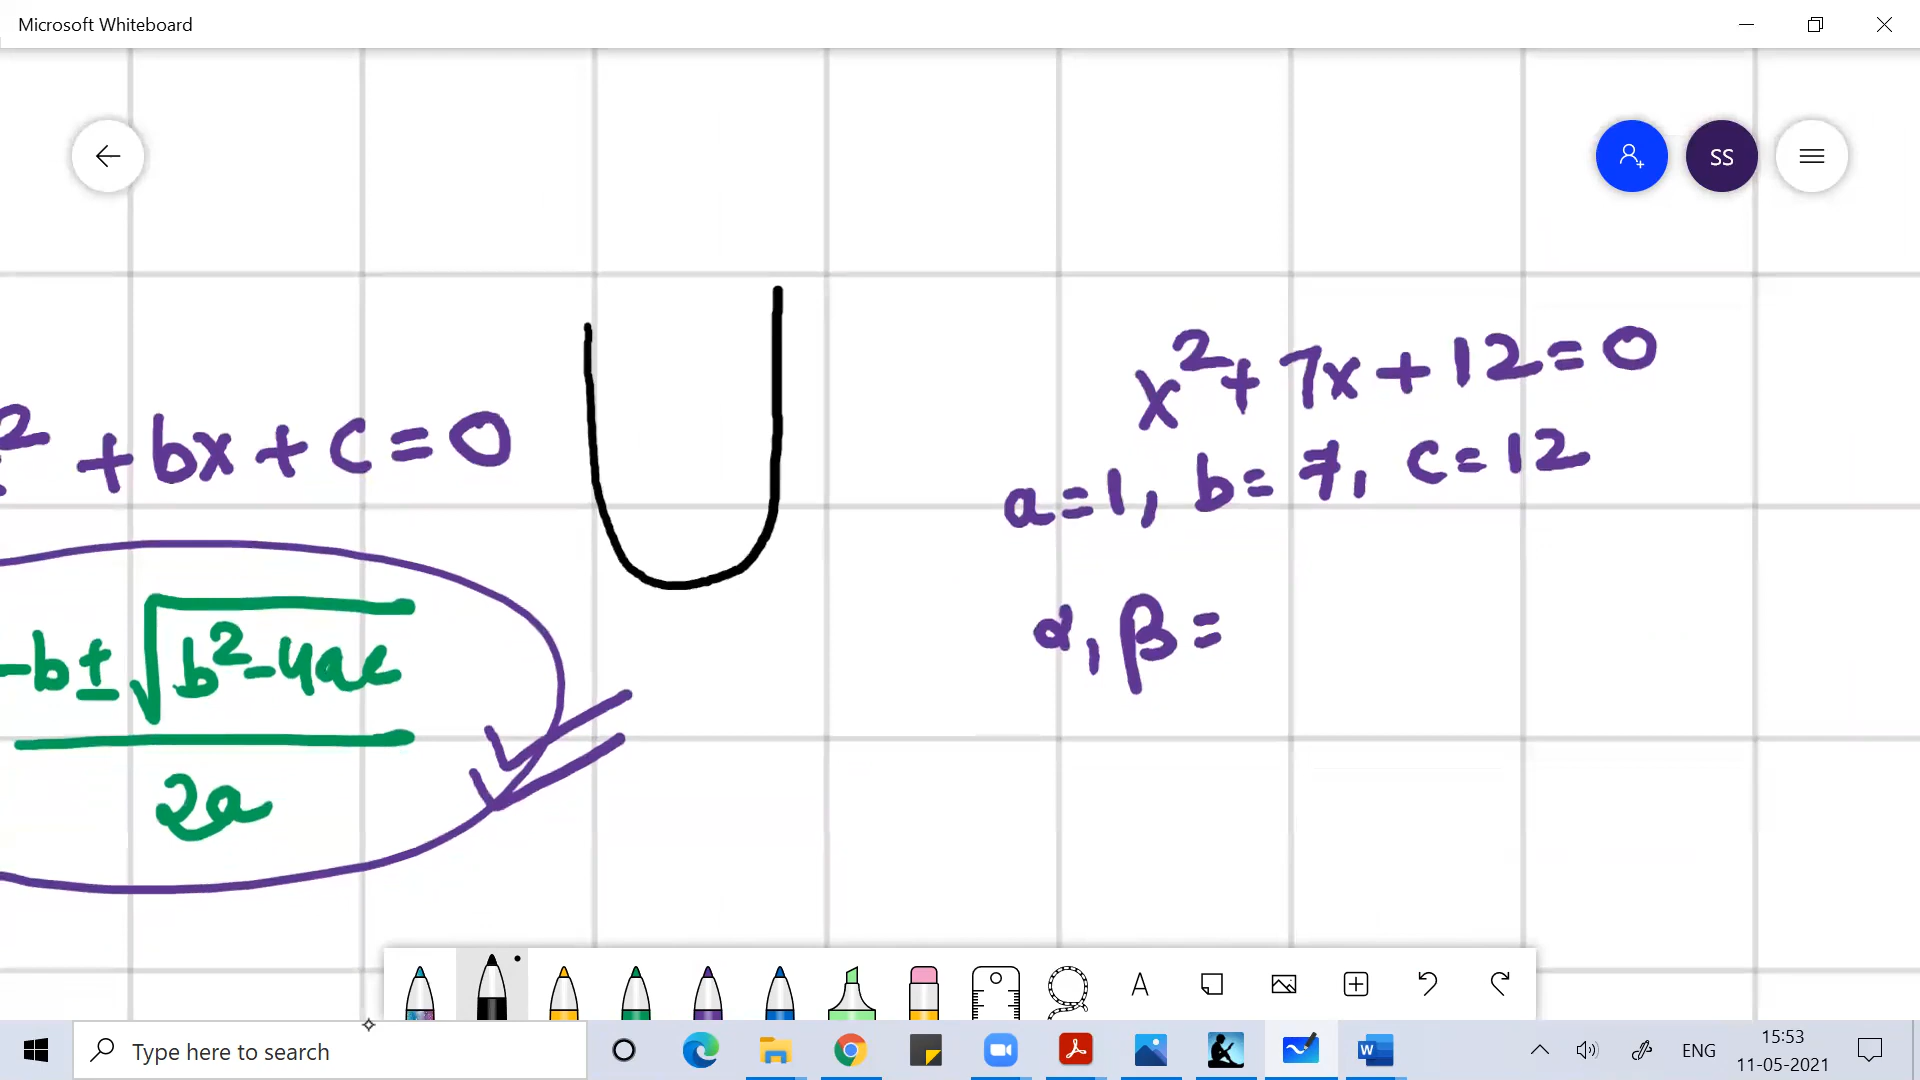 Microsoft Whiteboard
SS
² + bx + c = 0
-b ± √b² - 4ac
2a
x² + 7x + 12 = 0
a = 1, b = 7, c = 12
α, β =
A
Type here to search
ENG
15:53
11-05-2021